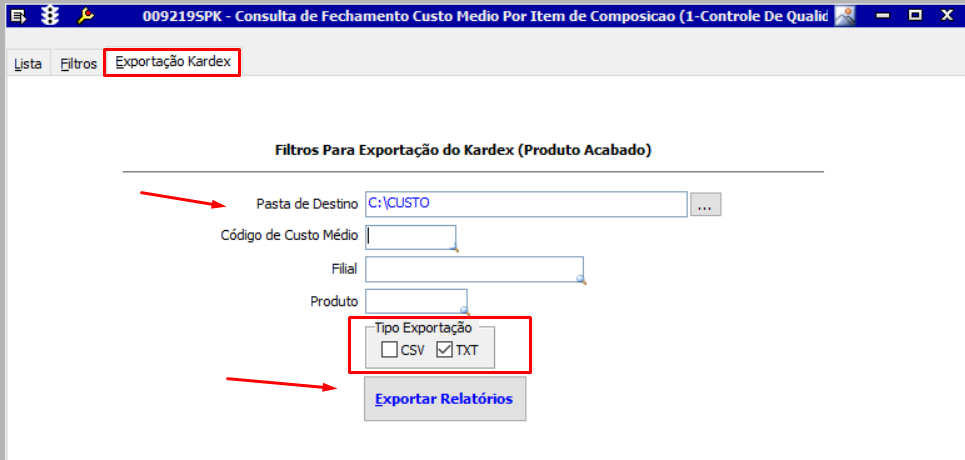 009219SPK - Consulta de Fechamento Custo Medio Por Item de Composicao (1-Controle De Qualid
Lista Filtros Exportação Kardex
Filtros Para Exportação do Kardex (Produto Acabado)
Pasta de Destino C:\CUSTO ...
Código de Custo Médio
Filial
Produto
Tipo Exportação
CSV TXT
Exportar Relatórios